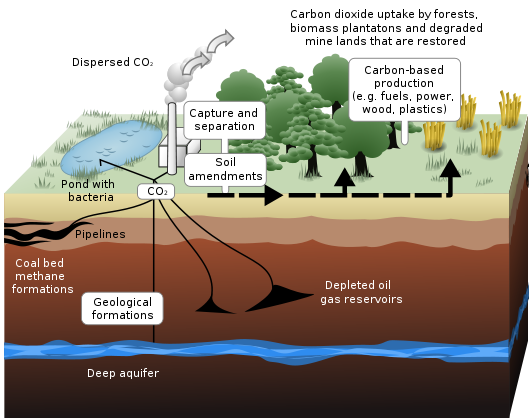 Carbon dioxide uptake by forests,
biomass plantatons and degraded
mine lands that are restored
Dispersed CO₂
Carbon-based
production
(e.g. fuels, power,
wood, plastics)
Capture and
separation
Soil
amendments
Pond with
bacteria
CO₂
Pipelines
Coal bed
methane
formations
Geological
formations
Depleted oil
gas reservoirs
Deep aquifer